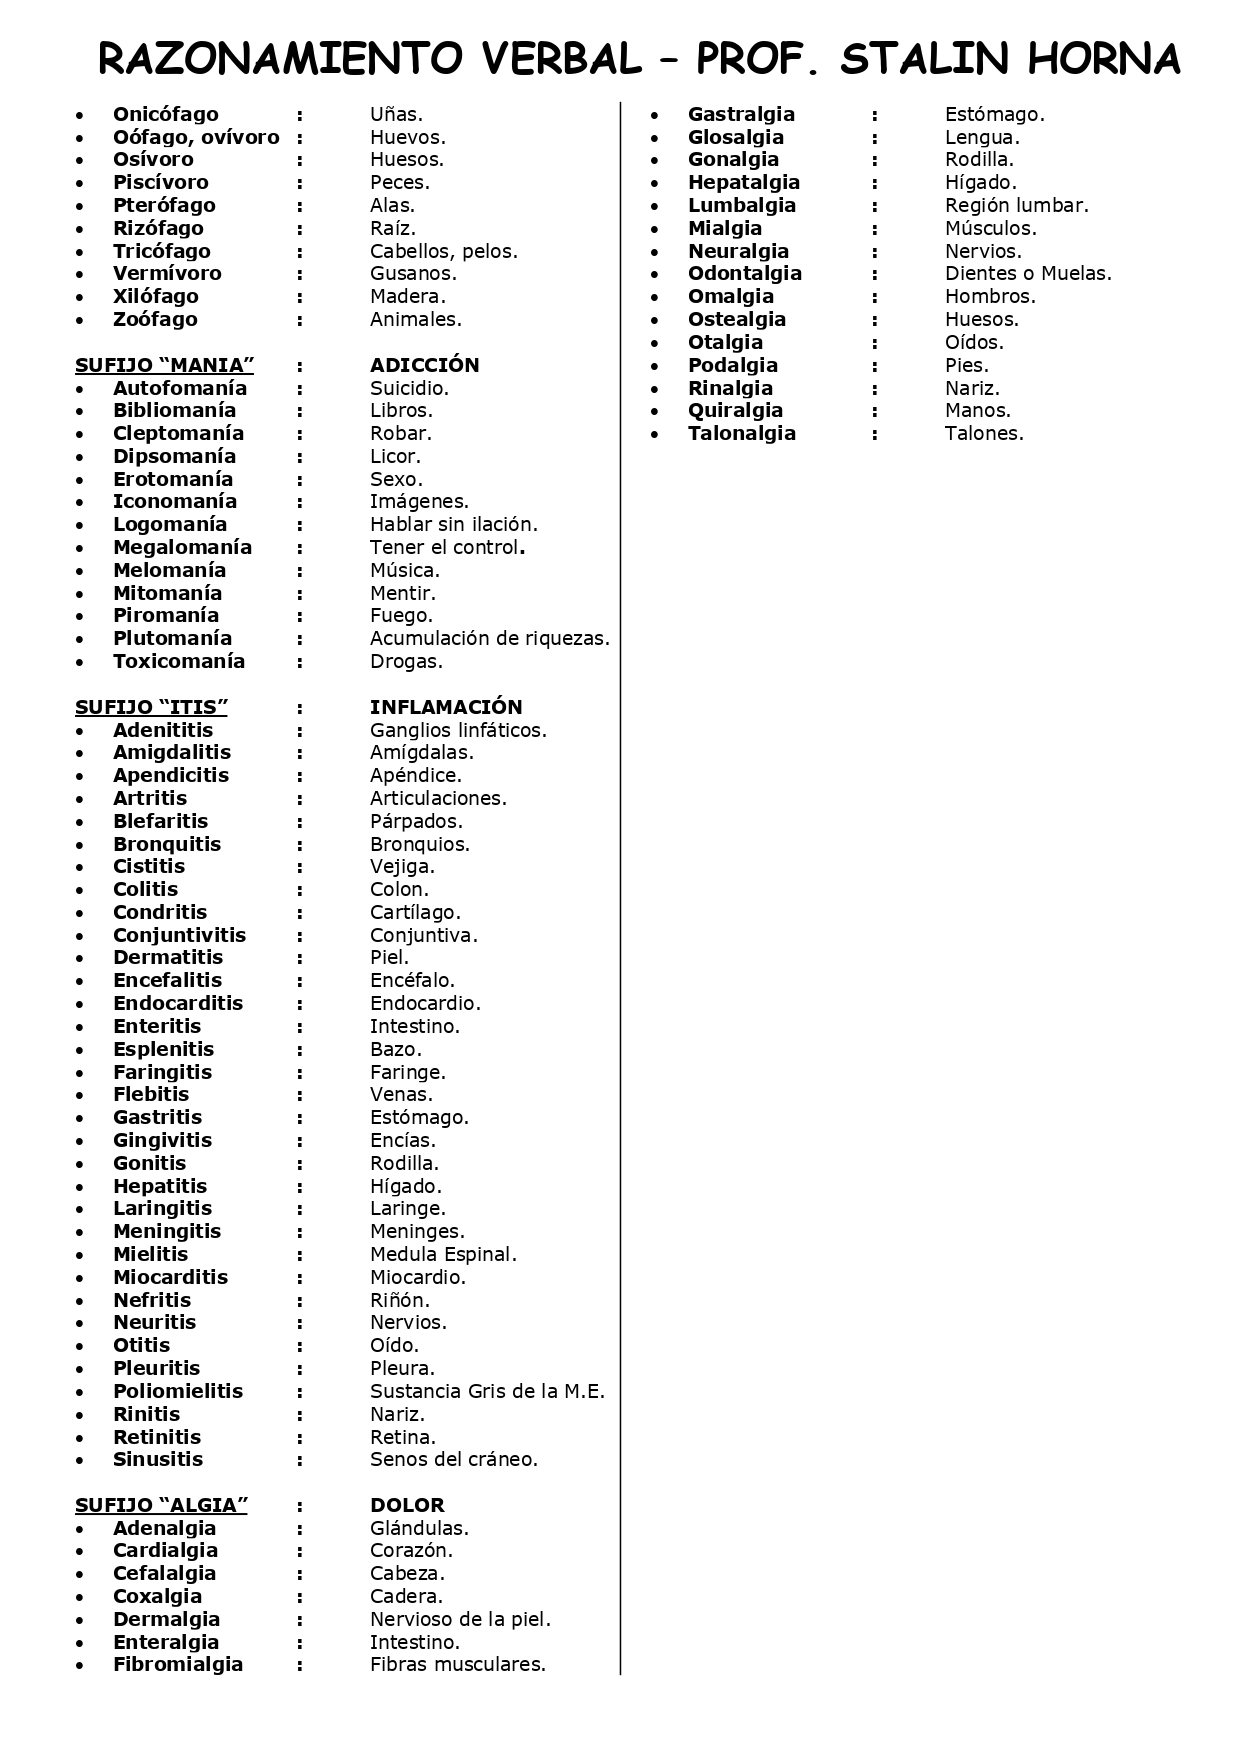 RAZONAMIENTO VERBAL – PROF. STALIN HORNA
• Onicófago : Uñas.
• Oófago, ovívoro : Huevos.
• Osívoro : Huesos.
• Piscívoro : Peces.
• Pterófago : Alas.
• Rizófago : Raíz.
• Tricófago : Cabellos, pelos.
• Vermívoro : Gusanos.
• Xilófago : Madera.
• Zoófago : Animales.
SUFIJO “MANIA” : ADICCIÓN
• Autofomanía : Suicidio.
• Bibliomanía : Libros.
• Cleptomanía : Robar.
• Dipsomanía : Licor.
• Erotomanía : Sexo.
• Iconomanía : Imágenes.
• Logomanía : Hablar sin ilación.
• Megalomanía : Tener el control.
• Melomanía : Música.
• Mitomanía : Mentir.
• Piromanía : Fuego.
• Plutomanía : Acumulación de riquezas.
• Toxicomanía : Drogas.
SUFIJO “ITIS” : INFLAMACIÓN
• Adenititis : Ganglios linfáticos.
• Amigdalitis : Amígdalas.
• Apendicitis : Apéndice.
• Artritis : Articulaciones.
• Blefaritis : Párpados.
• Bronquitis : Bronquios.
• Cistitis : Vejiga.
• Colitis : Colon.
• Condritis : Cartílago.
• Conjuntivitis : Conjuntiva.
• Dermatitis : Piel.
• Encefalitis : Encéfalo.
• Endocarditis : Endocardio.
• Enteritis : Intestino.
• Esplenitis : Bazo.
• Faringitis : Faringe.
• Flebitis : Venas.
• Gastritis : Estómago.
• Gingivitis : Encías.
• Gonitis : Rodilla.
• Hepatitis : Hígado.
• Laringitis : Laringe.
• Meningitis : Meninges.
• Mielitis : Medula Espinal.
• Miocarditis : Miocardio.
• Nefritis : Riñón.
• Neuritis : Nervios.
• Otitis : Oído.
• Pleuritis : Pleura.
• Poliomielitis : Sustancia Gris de la M.E.
• Rinitis : Nariz.
• Retinitis : Retina.
• Sinusitis : Senos del cráneo.
SUFIJO “ALGIA” : DOLOR
• Adenalgia : Glándulas.
• Cardialgia : Corazón.
• Cefalalgia : Cabeza.
• Coxalgia : Cadera.
• Dermalgia : Nervioso de la piel.
• Enteralgia : Intestino.
• Fibromialgia : Fibras musculares.
• Gastralgia : Estómago.
• Glosalgia : Lengua.
• Gonalgia : Rodilla.
• Hepatalgia : Hígado.
• Lumbalgia : Región lumbar.
• Mialgia : Músculos.
• Neuralgia : Nervios.
• Odontalgia : Dientes o Muelas.
• Omalgia : Hombros.
• Ostealgia : Huesos.
• Otalgia : Oídos.
• Podalgia : Pies.
• Rinalgia : Nariz.
• Quiralgia : Manos.
• Talonalgia : Talones.